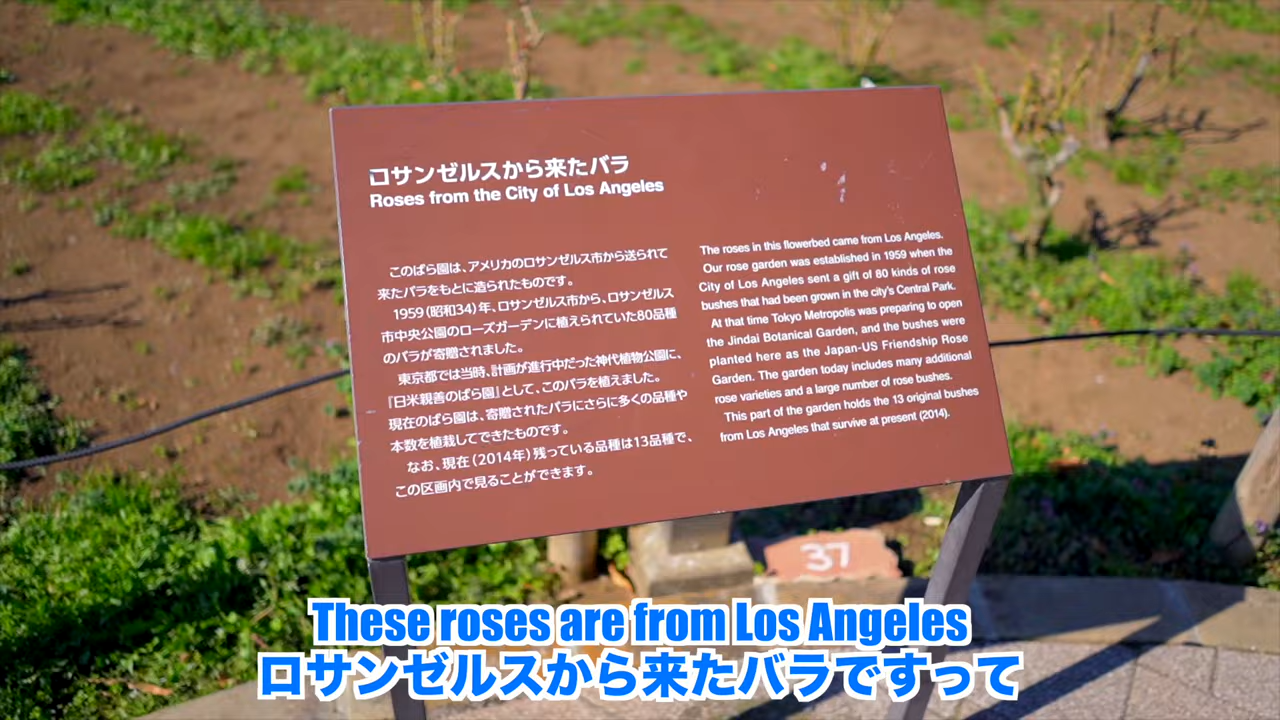 ロサンゼルスから来たバラ
Roses from the City of Los Angeles
このばら園は、アメリカのロサンゼルス市から送られて
来たバラをもとに造られたものです。
1959(昭和34)年、ロサンゼルス市から、ロサンゼルス
市中央公園のローズガーデンに植えられていた80品種
のバラが寄贈されました。
東京都では当時、計画が進行中だった神代植物公園に、
『日米親善のばら園』として、このバラを植えました。
現在のばら園は、寄贈されたバラにさらに多くの品種や
本数を植栽してできたものです。
なお、現在(2014年)残っている品種は13品種で、
この区画内で見ることができます。
The roses in this flowerbed came from Los Angeles.
Our rose garden was established in 1959 when the
City of Los Angeles sent a gift of 80 kinds of rose
bushes that had been grown in the city's Central Park.
At that time Tokyo Metropolis was preparing to open
the Jindai Botanical Garden, and the bushes were
planted here as the Japan-US Friendship Rose
Garden. The garden today includes many additional
rose varieties and a large number of rose bushes.
This part of the garden holds the 13 original bushes
from Los Angeles that survive at present (2014).
37
These roses are from Los Angeles
ロサンゼルスから来たバラですって